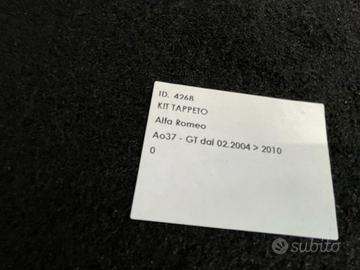 ID. 4268
KIT TAPPETO
Alfa Romeo
Ao37 - GT dal 02.2004 > 2010
0
subito